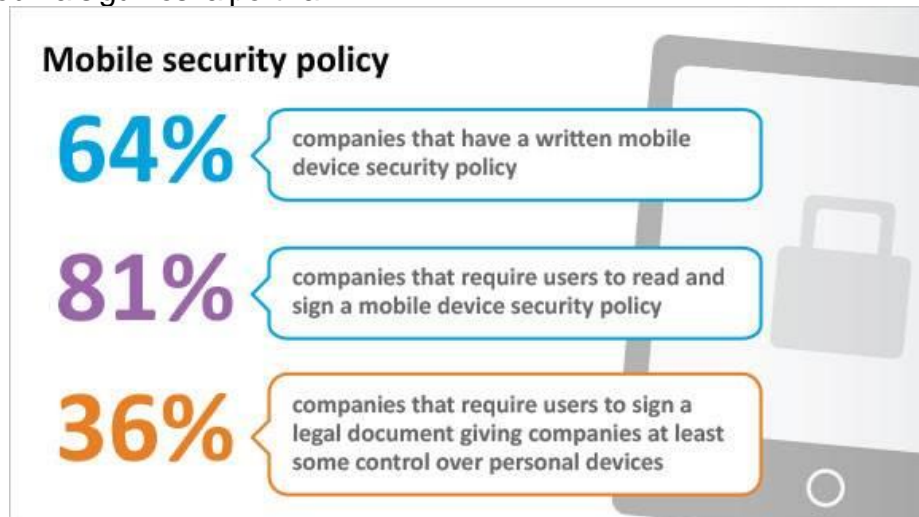 Mobile security policy
64%
companies that have a written mobile
device security policy
81%
companies that require users to read and
sign a mobile device security policy
36%
companies that require users to sign a
legal document giving companies at least
some control over personal devices